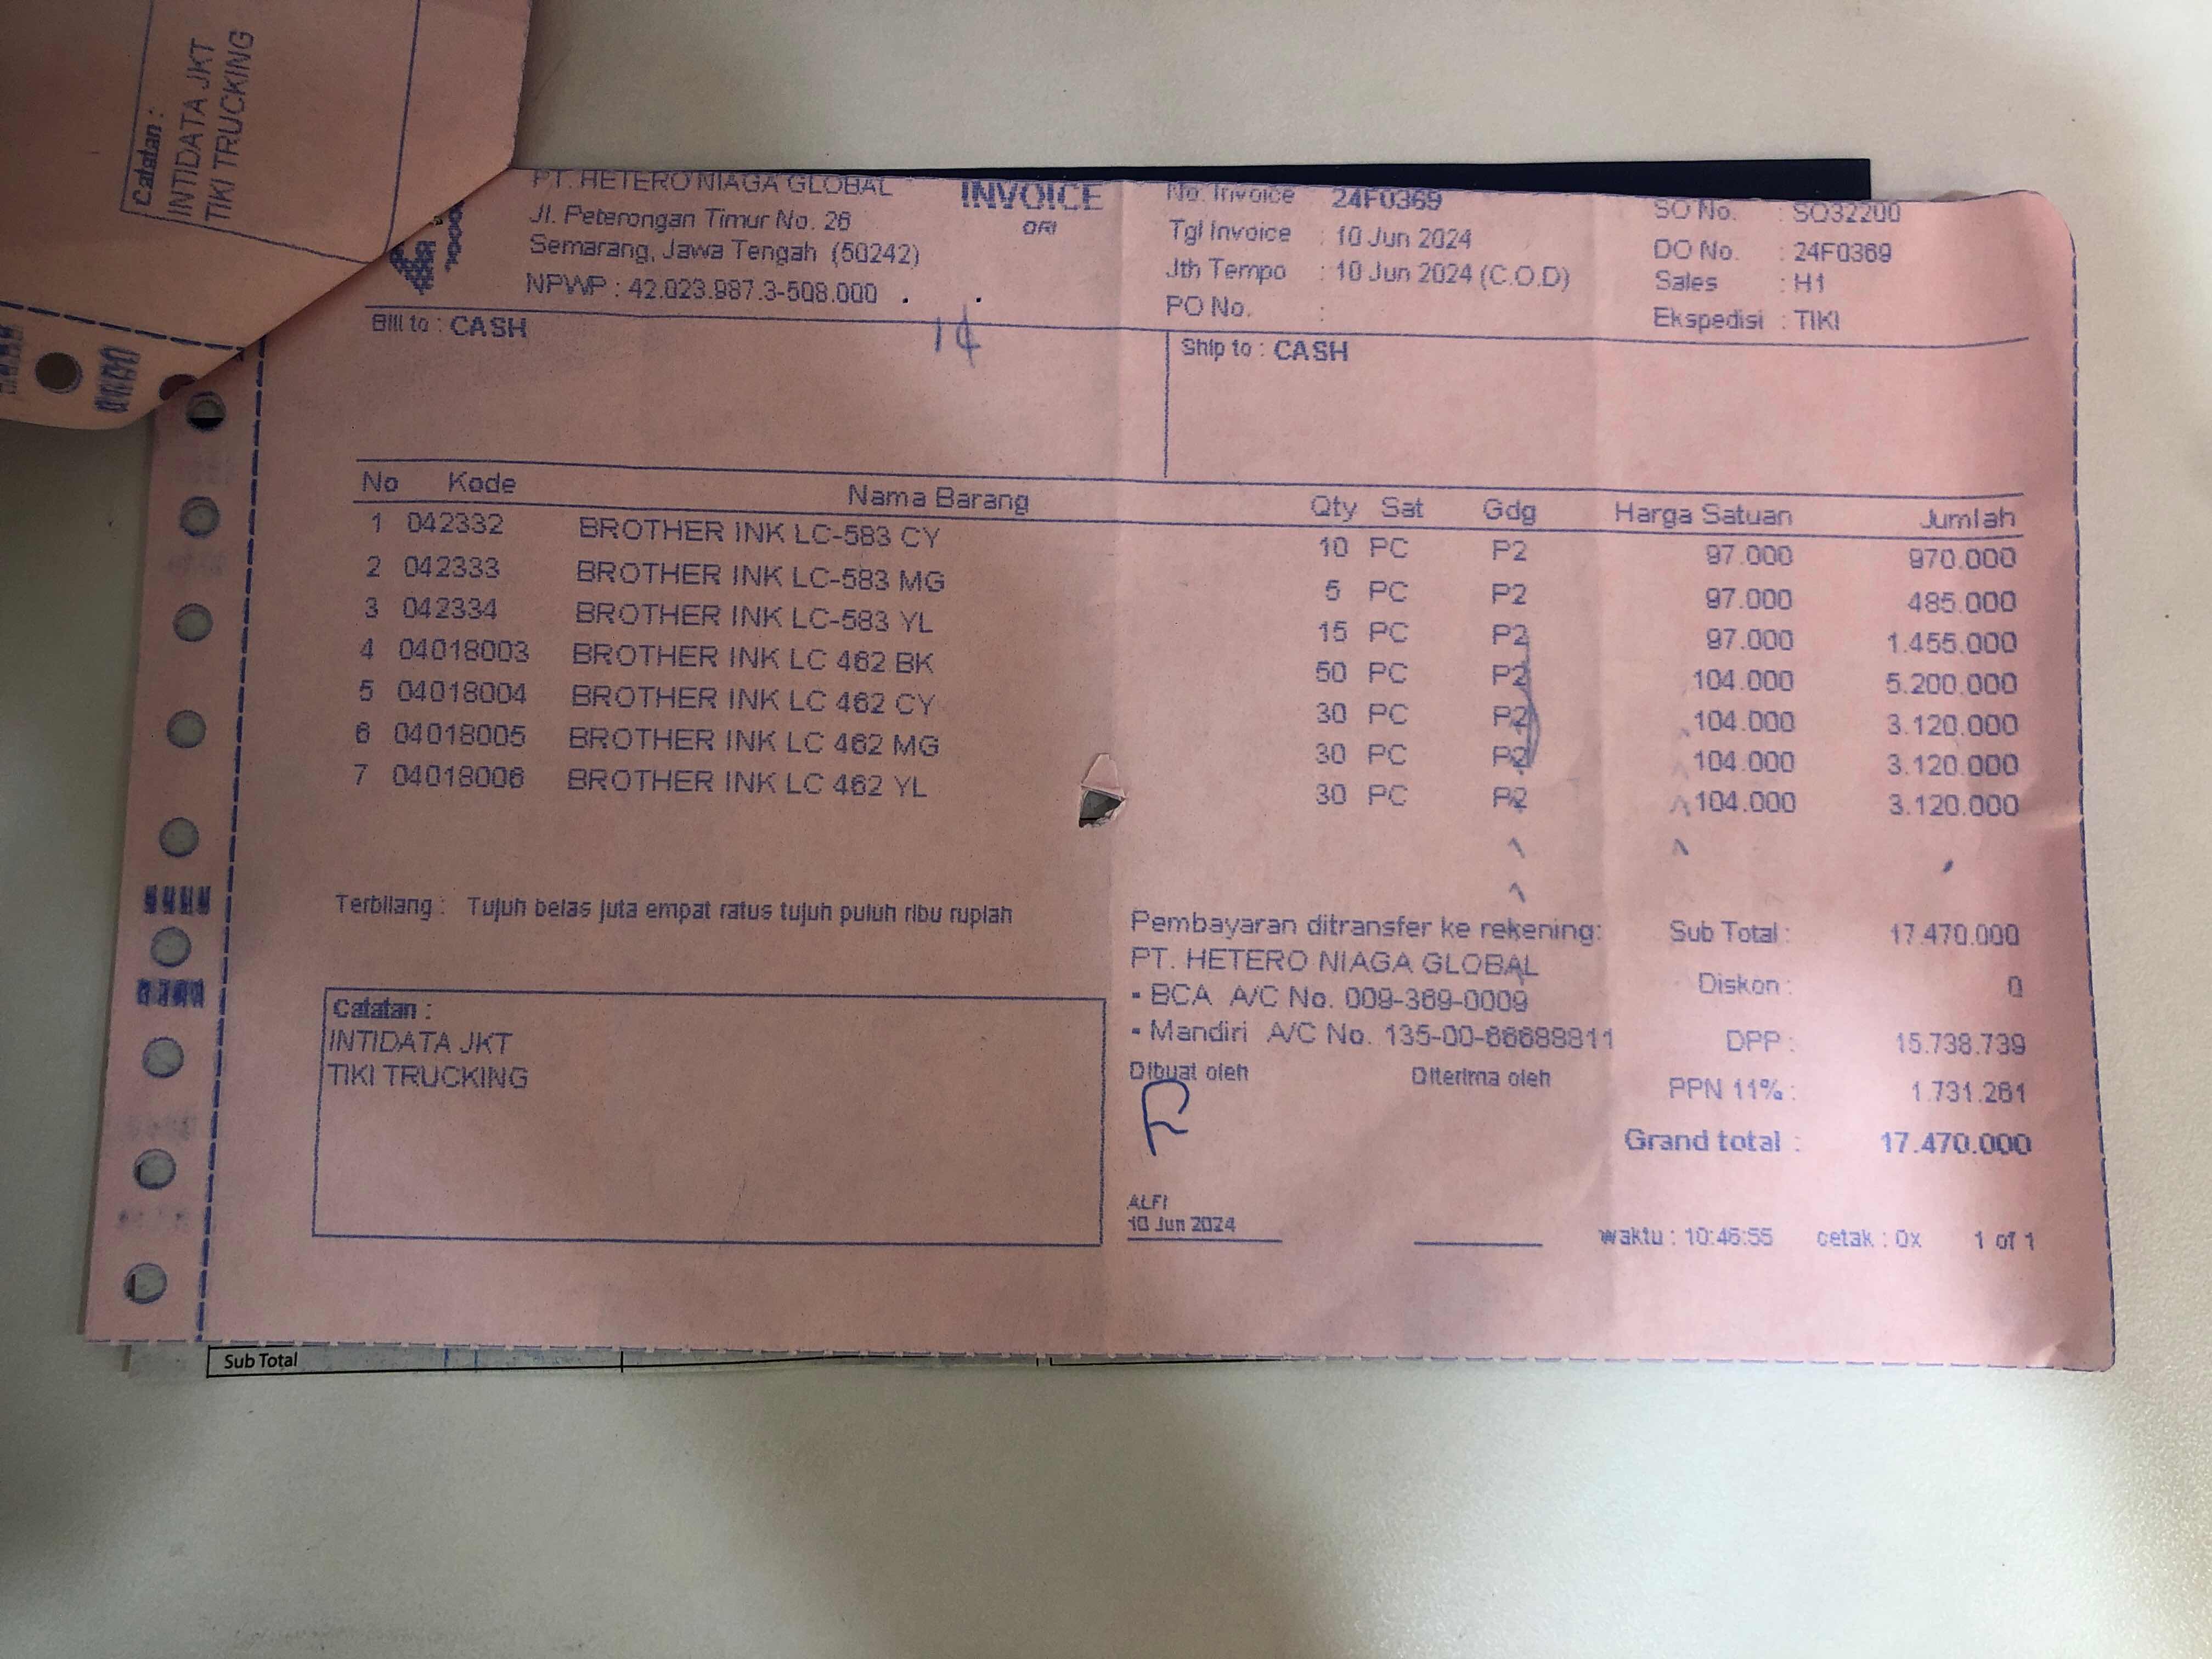 Catatan :
INTIDATA JKT
TIKI TRUCKING
PT. HETERO NIAGA GLOBAL
Jl. Peterongan Timur No. 26
Semarang, Jawa Tengah (50242)
NPWP : 42.023.987.3-508.000
INVOICE
ORI
No. Invoice 24F0369
Tgl Invoice : 10 Jun 2024
Jth Tempo : 10 Jun 2024 (C.O.D)
PO No. :
SO No. : SO32200
DO No. : 24F0369
Sales : H1
Ekspedisi : TIKI
Bill to : CASH
Ship to : CASH
No Kode Nama Barang Qty Sat Gdg Harga Satuan Jumlah
1 042332 BROTHER INK LC-583 CY 10 PC P2 97.000 970.000
2 042333 BROTHER INK LC-583 MG 5 PC P2 97.000 485.000
3 042334 BROTHER INK LC-583 YL 15 PC P2 97.000 1.455.000
4 04018003 BROTHER INK LC 462 BK 50 PC P2 104.000 5.200.000
5 04018004 BROTHER INK LC 462 CY 30 PC P2 104.000 3.120.000
6 04018005 BROTHER INK LC 462 MG 30 PC P2 104.000 3.120.000
7 04018006 BROTHER INK LC 462 YL 30 PC P2 104.000 3.120.000
Terbilang : Tujuh belas juta empat ratus tujuh puluh ribu rupiah
Catatan :
INTIDATA JKT
TIKI TRUCKING
Pembayaran ditransfer ke rekening:
PT. HETERO NIAGA GLOBAL
- BCA A/C No. 009-369-0009
- Mandiri A/C No. 135-00-66688811
Dibuat oleh Diterima oleh
ALFI
10 Jun 2024
Sub Total : 17.470.000
Diskon : 0
DPP : 15.738.739
PPN 11% : 1.731.261
Grand total : 17.470.000
waktu : 10:46:55 cetak : 0x 1 of 1
Sub Total